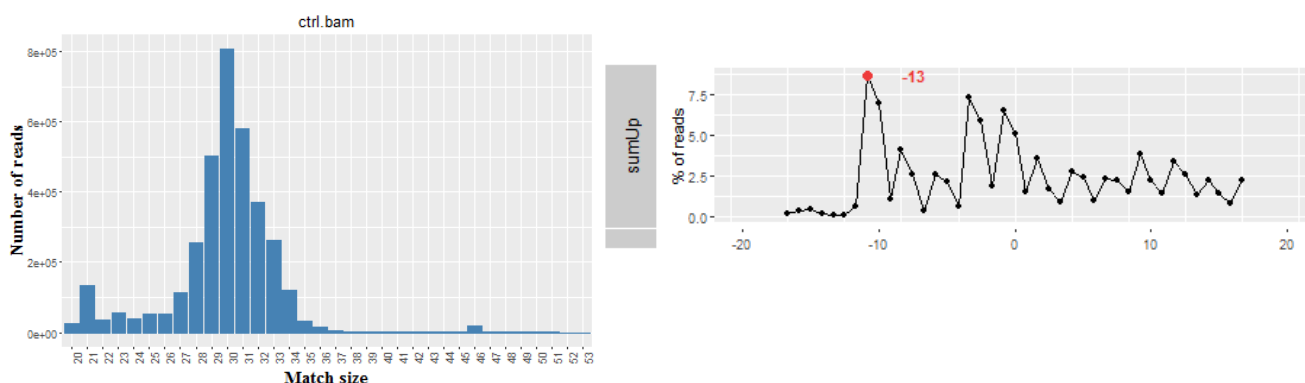 ctrl.bam
Number of reads
8e+05
6e+05
4e+05
2e+05
0e+00
20 21 22 23 24 25 26 27 28 29 30 31 32 33 34 35 36 37 38 39 40 41 42 43 44 45 46 47 48 49 50 51 52 53
Match size
sumUp
% of reads
7.5
5.0
2.5
0.0
-13
-20 -10 0 10 20